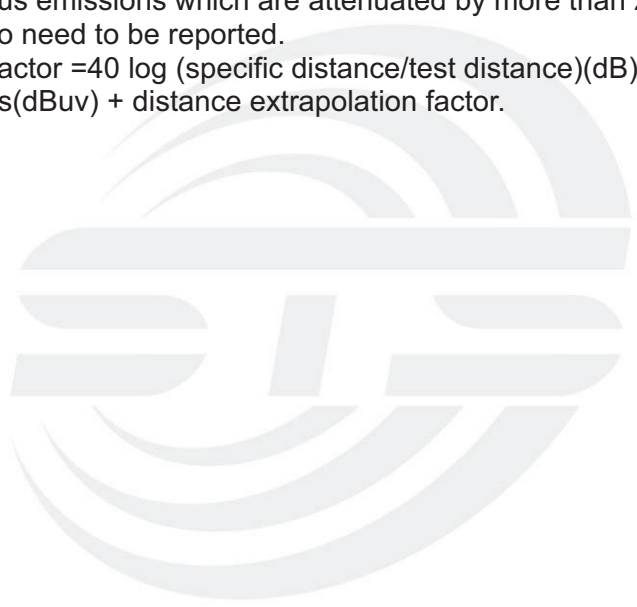 us emissions which are attenuated by more than
o need to be reported.
actor =40 log (specific distance/test distance)(dB)
s(dBuv) + distance extrapolation factor.
STS